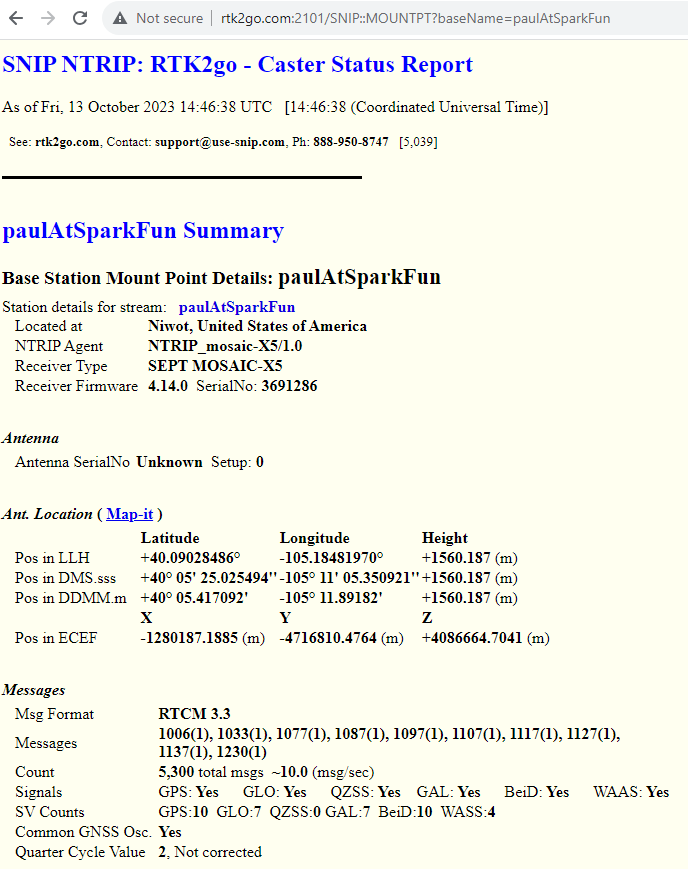 Not secure | rtk2go.com:2101/SNIP::MOUNTPT?baseName=paulAtSparkFun
SNIP NTRIP: RTK2go - Caster Status Report
As of Fri, 13 October 2023 14:46:38 UTC [14:46:38 (Coordinated Universal Time)]
See: rtk2go.com, Contact: support@use-snip.com, Ph: 888-950-8747 [5,039]
paulAtSparkFun Summary
Base Station Mount Point Details: paulAtSparkFun
Station details for stream: paulAtSparkFun
Located at Niwot, United States of America
NTRIP Agent NTRIP_mosaic-X5/1.0
Receiver Type SEPT MOSAIC-X5
Receiver Firmware 4.14.0 SerialNo: 3691286
Antenna
Antenna SerialNo Unknown Setup: 0
Ant. Location ( Map-it )
Latitude Longitude Height
Pos in LLH +40.09028486° -105.18481970° +1560.187 (m)
Pos in DMS.sss +40° 05' 25.025494'' -105° 11' 05.350921'' +1560.187 (m)
Pos in DDMM.m +40° 05.417092' -105° 11.89182' +1560.187 (m)
X Y Z
Pos in ECEF -1280187.1885 (m) -4716810.4764 (m) +4086664.7041 (m)
Messages
Msg Format RTCM 3.3
Messages 1006(1), 1033(1), 1077(1), 1087(1), 1097(1), 1107(1), 1117(1), 1127(1),
1137(1), 1230(1)
Count 5,300 total msgs ~10.0 (msg/sec)
Signals GPS: Yes GLO: Yes QZSS: Yes GAL: Yes BeiD: Yes WAAS: Yes
SV Counts GPS:10 GLO:7 QZSS:0 GAL:7 BeiD:10 WASS:4
Common GNSS Osc. Yes
Quarter Cycle Value 2, Not corrected